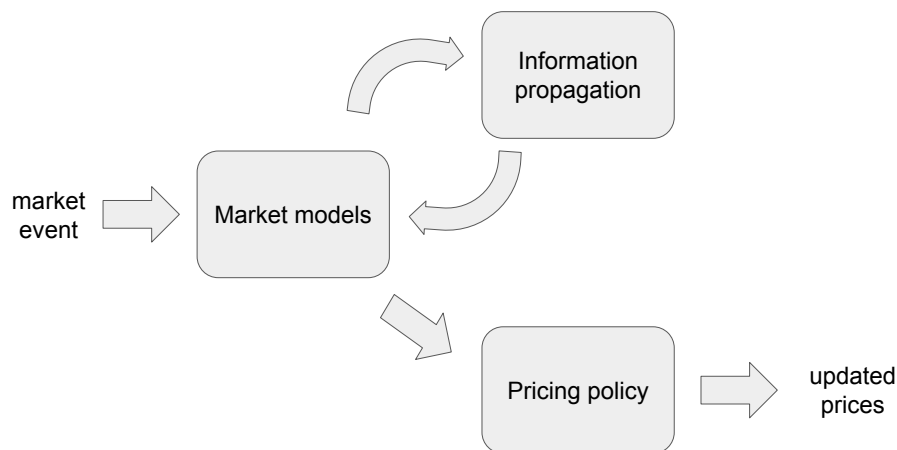 Information
propagation
market
event
Market models
Pricing policy
updated
prices